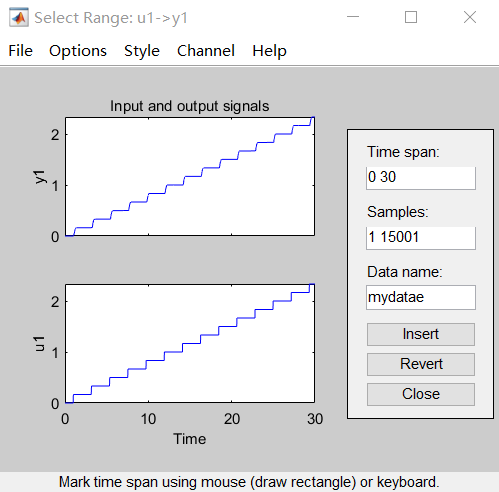 Select Range: u1->y1
File Options Style Channel Help
Input and output signals
2
1
0
y1
2
1
0
u1
0 10 20 30
Time
Time span:
0 30
Samples:
1 15001
Data name:
mydatae
Insert
Revert
Close
Mark time span using mouse (draw rectangle) or keyboard.